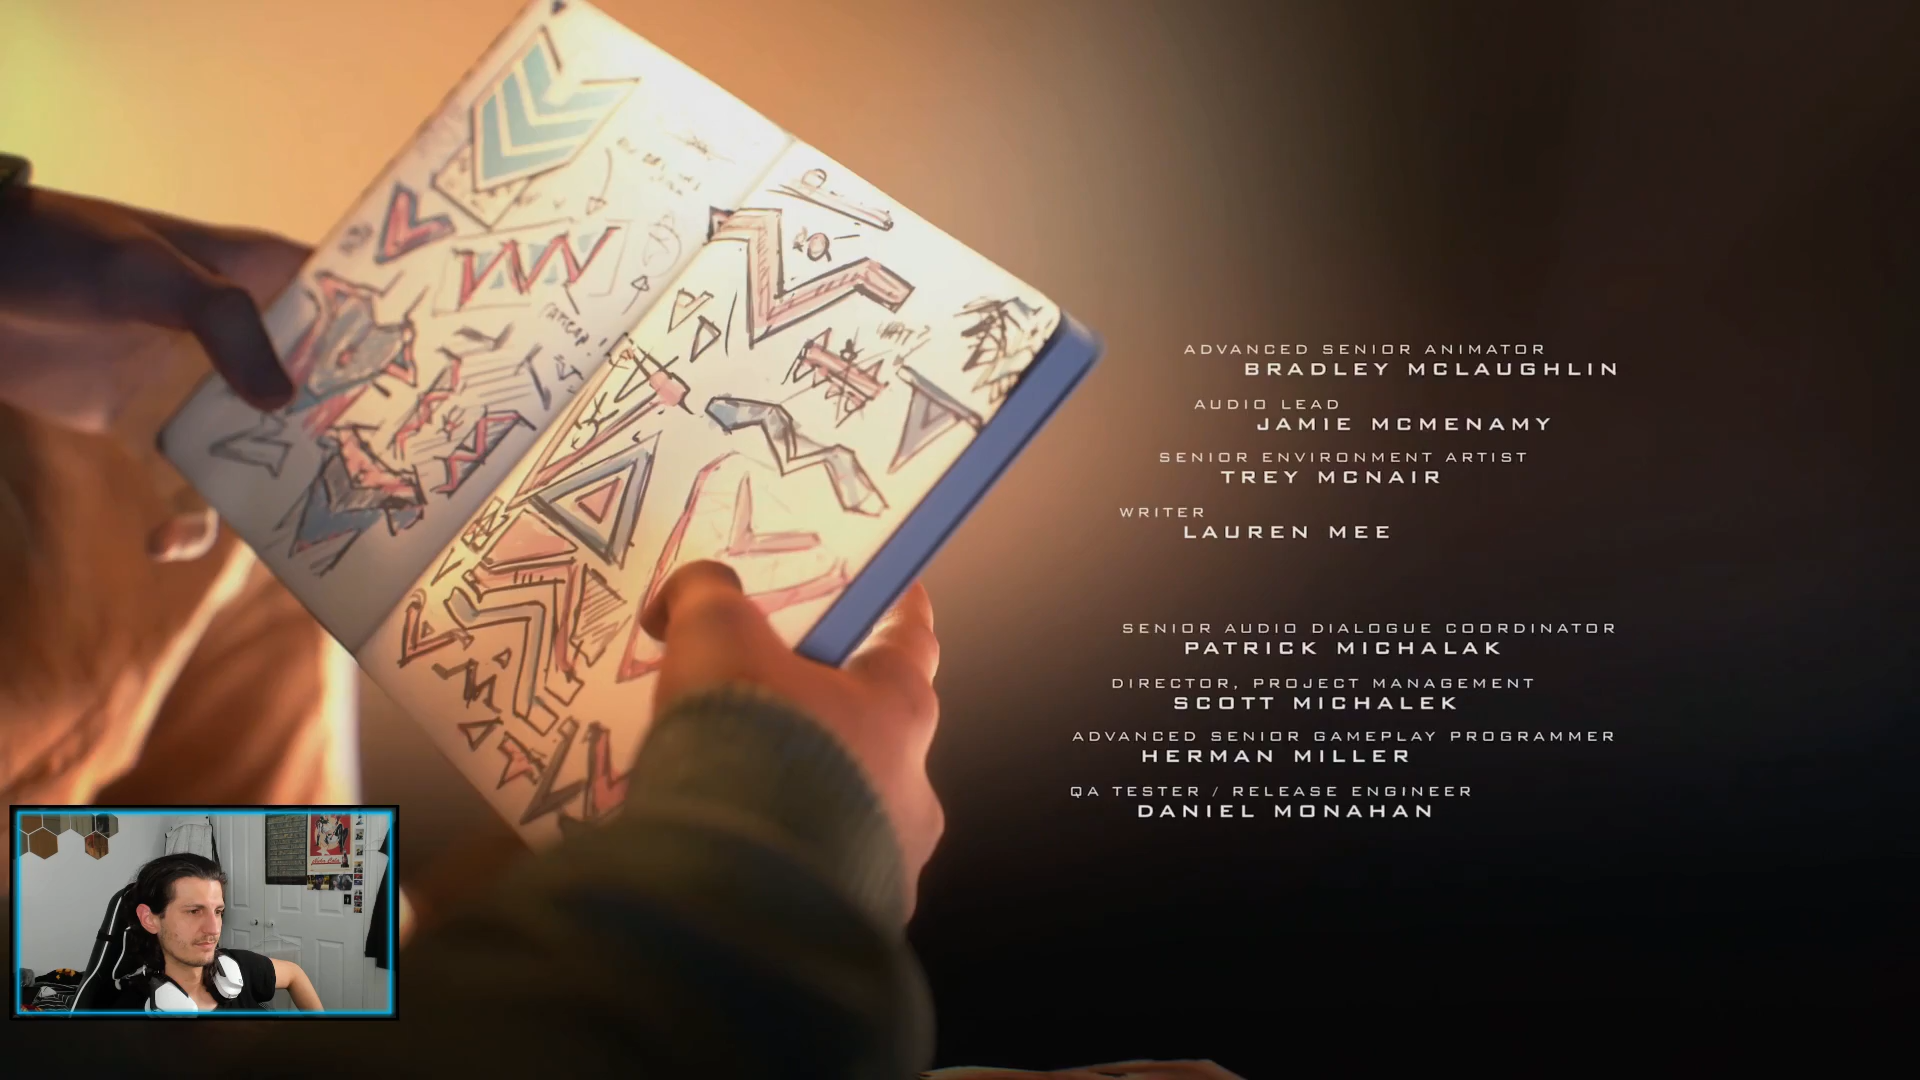 ADVANCED SENIOR ANIMATOR
BRADLEY MCLAUGHLIN
AUDIO LEAD
JAMIE MCMENAMY
SENIOR ENVIRONMENT ARTIST
TREY MCNAIR
WRITER
LAUREN MEE
SENIOR AUDIO DIALOGUE COORDINATOR
PATRICK MICHALAK
DIRECTOR, PROJECT MANAGEMENT
SCOTT MICHALEK
ADVANCED SENIOR GAMEPLAY PROGRAMMER
HERMAN MILLER
QA TESTER / RELEASE ENGINEER
DANIEL MONAHAN